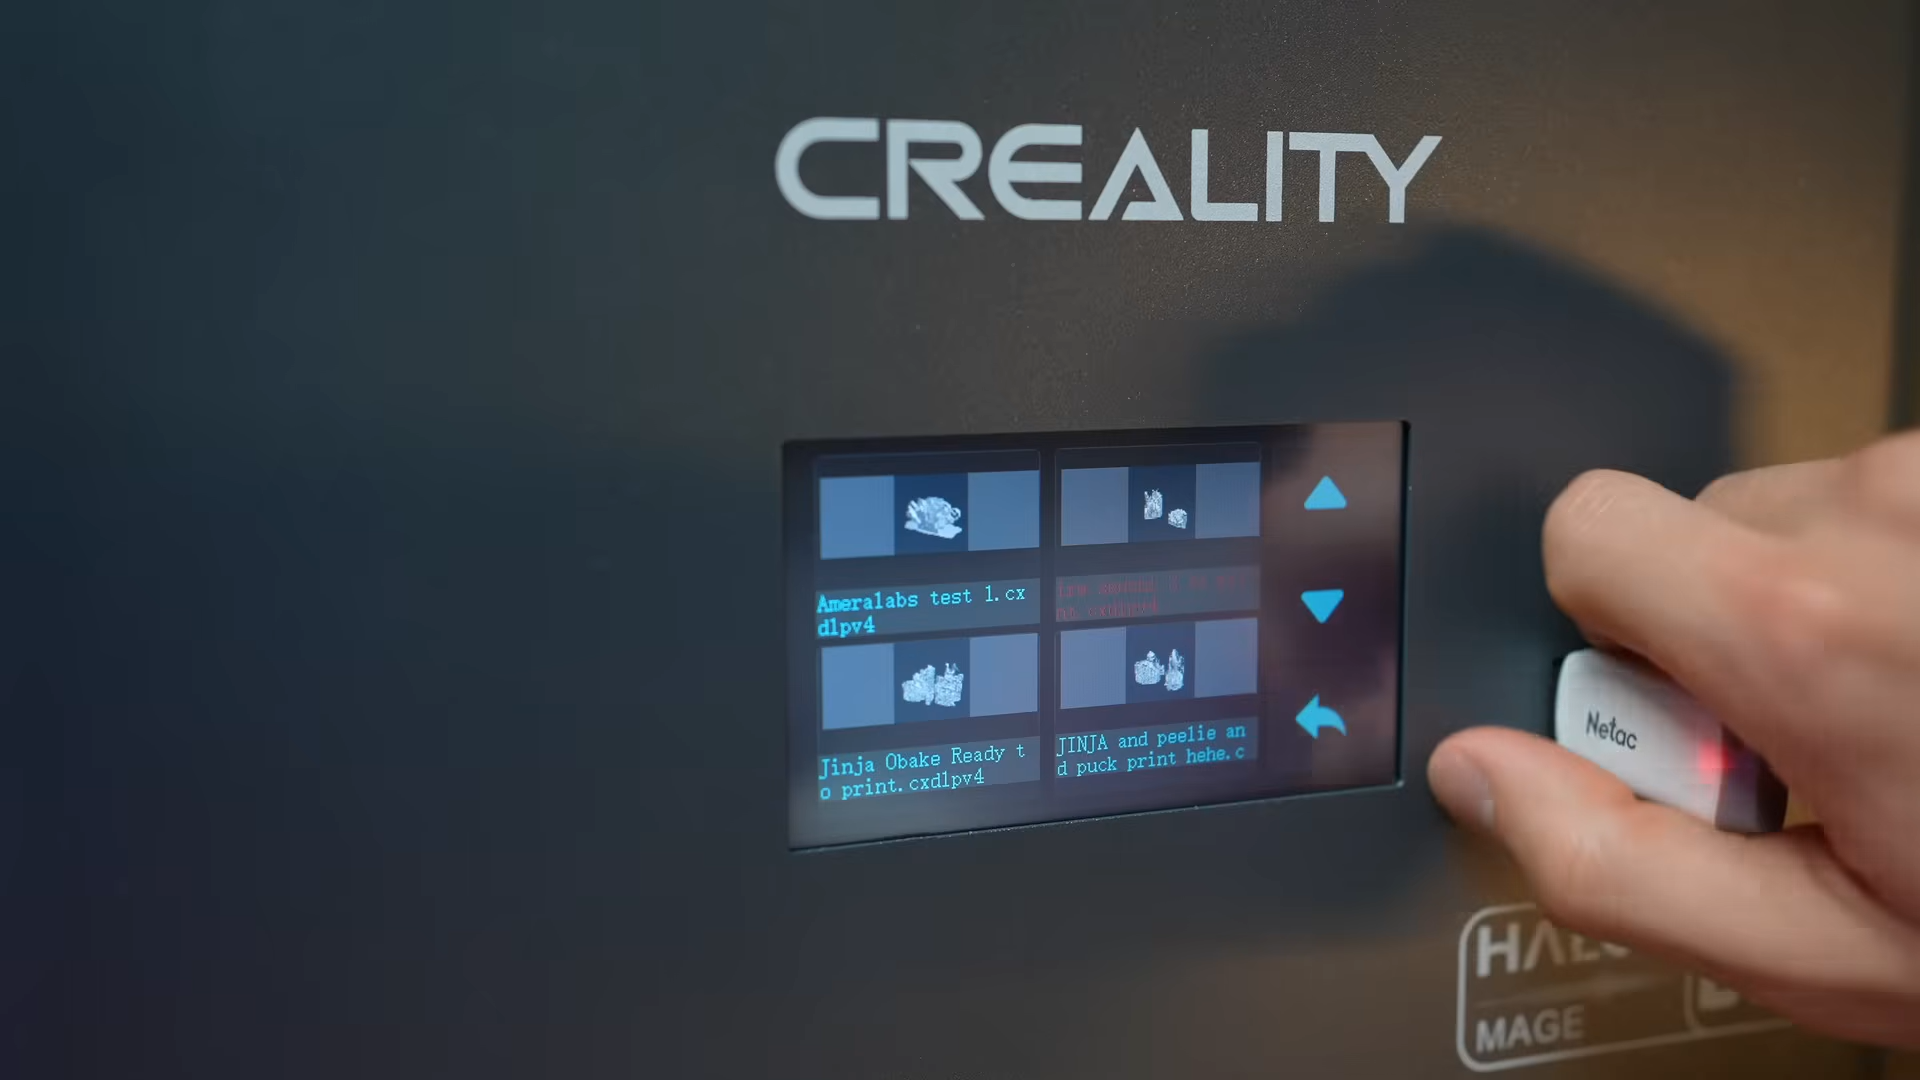 CREALITY
Ameralabs test 1.cx
dlpv4
Jinja Obake Ready t
o print.cxdlpv4
JINJA and peelie an
d puck print hehe.c
Netac
MAGE